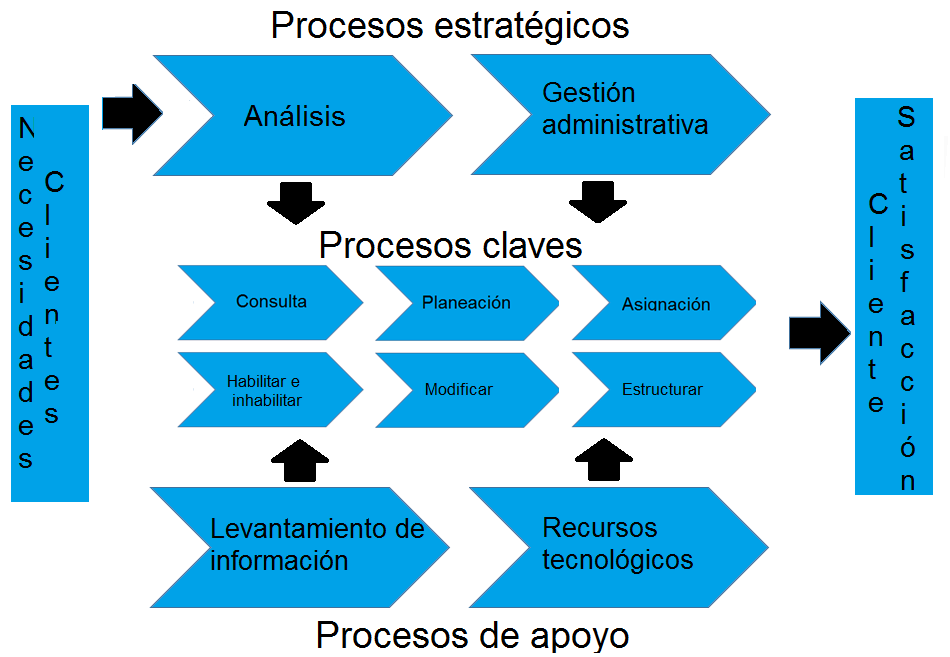 Procesos estratégicos
Necesidades
Clientes
Análisis
Gestión
administrativa
Procesos claves
Consulta
Planeación
Asignación
Habilitar e
inhabilitar
Modificar
Estructurar
Levantamiento de
información
Recursos
tecnológicos
Procesos de apoyo
Cliente
Satisfacción